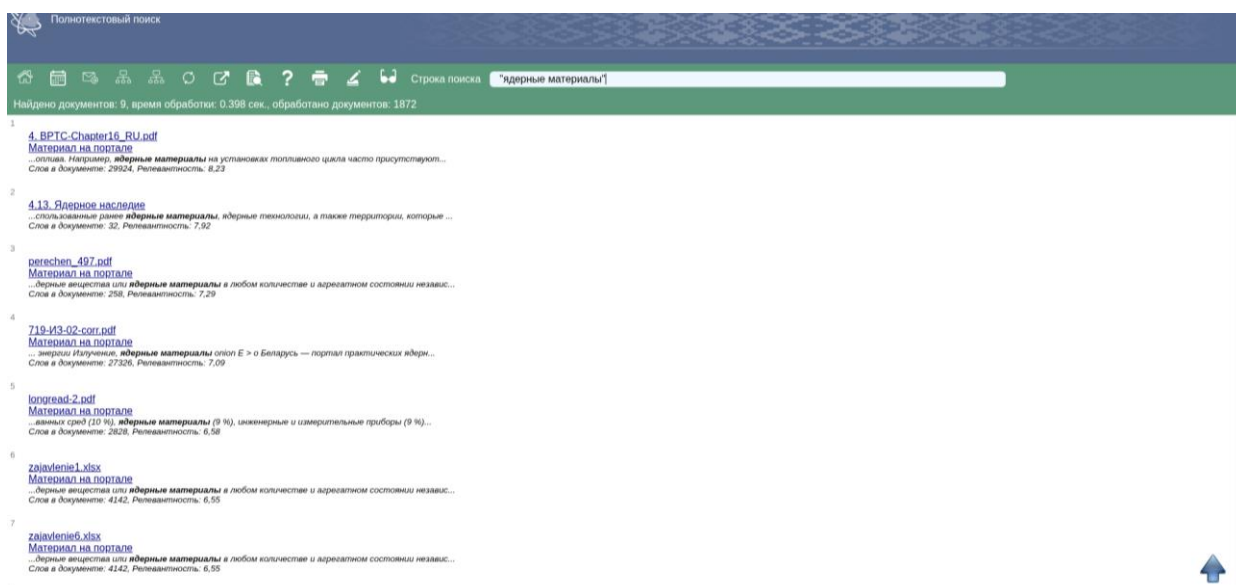 Полнотекстовый поиск
Строка поиска "ядерные материалы"
Найдено документов: 9, время обработки: 0.398 сек., обработано документов: 1872
1
4. BPTC-Chapter16_RU.pdf
Материал на портале
...оплива. Например, ядерные материалы на установках топливного цикла часто присутствуют...
Слов в документе: 29924, Релевантность: 8,23
2
4.13. Ядерное наследие
...спользованные ранее ядерные материалы, ядерные технологии, а также территории, которые ...
Слов в документе: 32, Релевантность: 7,92
3
perechen_497.pdf
Материал на портале
...дерные вещества или ядерные материалы в любом количестве и агрегатном состоянии независ...
Слов в документе: 258, Релевантность: 7,29
4
719-ИЗ-02-corr.pdf
Материал на портале
... энергии Излучение, ядерные материалы onion E > о Беларусь — портал практических ядерн...
Слов в документе: 27326, Релевантность: 7,09
5
longread-2.pdf
Материал на портале
...ванных сред (10 %), ядерные материалы (9 %), инженерные и измерительные приборы (9 %)...
Слов в документе: 2828, Релевантность: 6,58
6
zajavlenie1.xlsx
Материал на портале
...дерные вещества или ядерные материалы в любом количестве и агрегатном состоянии независ...
Слов в документе: 4142, Релевантность: 6,55
7
zajavlenie6.xlsx
Материал на портале
...дерные вещества или ядерные материалы в любом количестве и агрегатном состоянии независ...
Слов в документе: 4142, Релевантность: 6,55